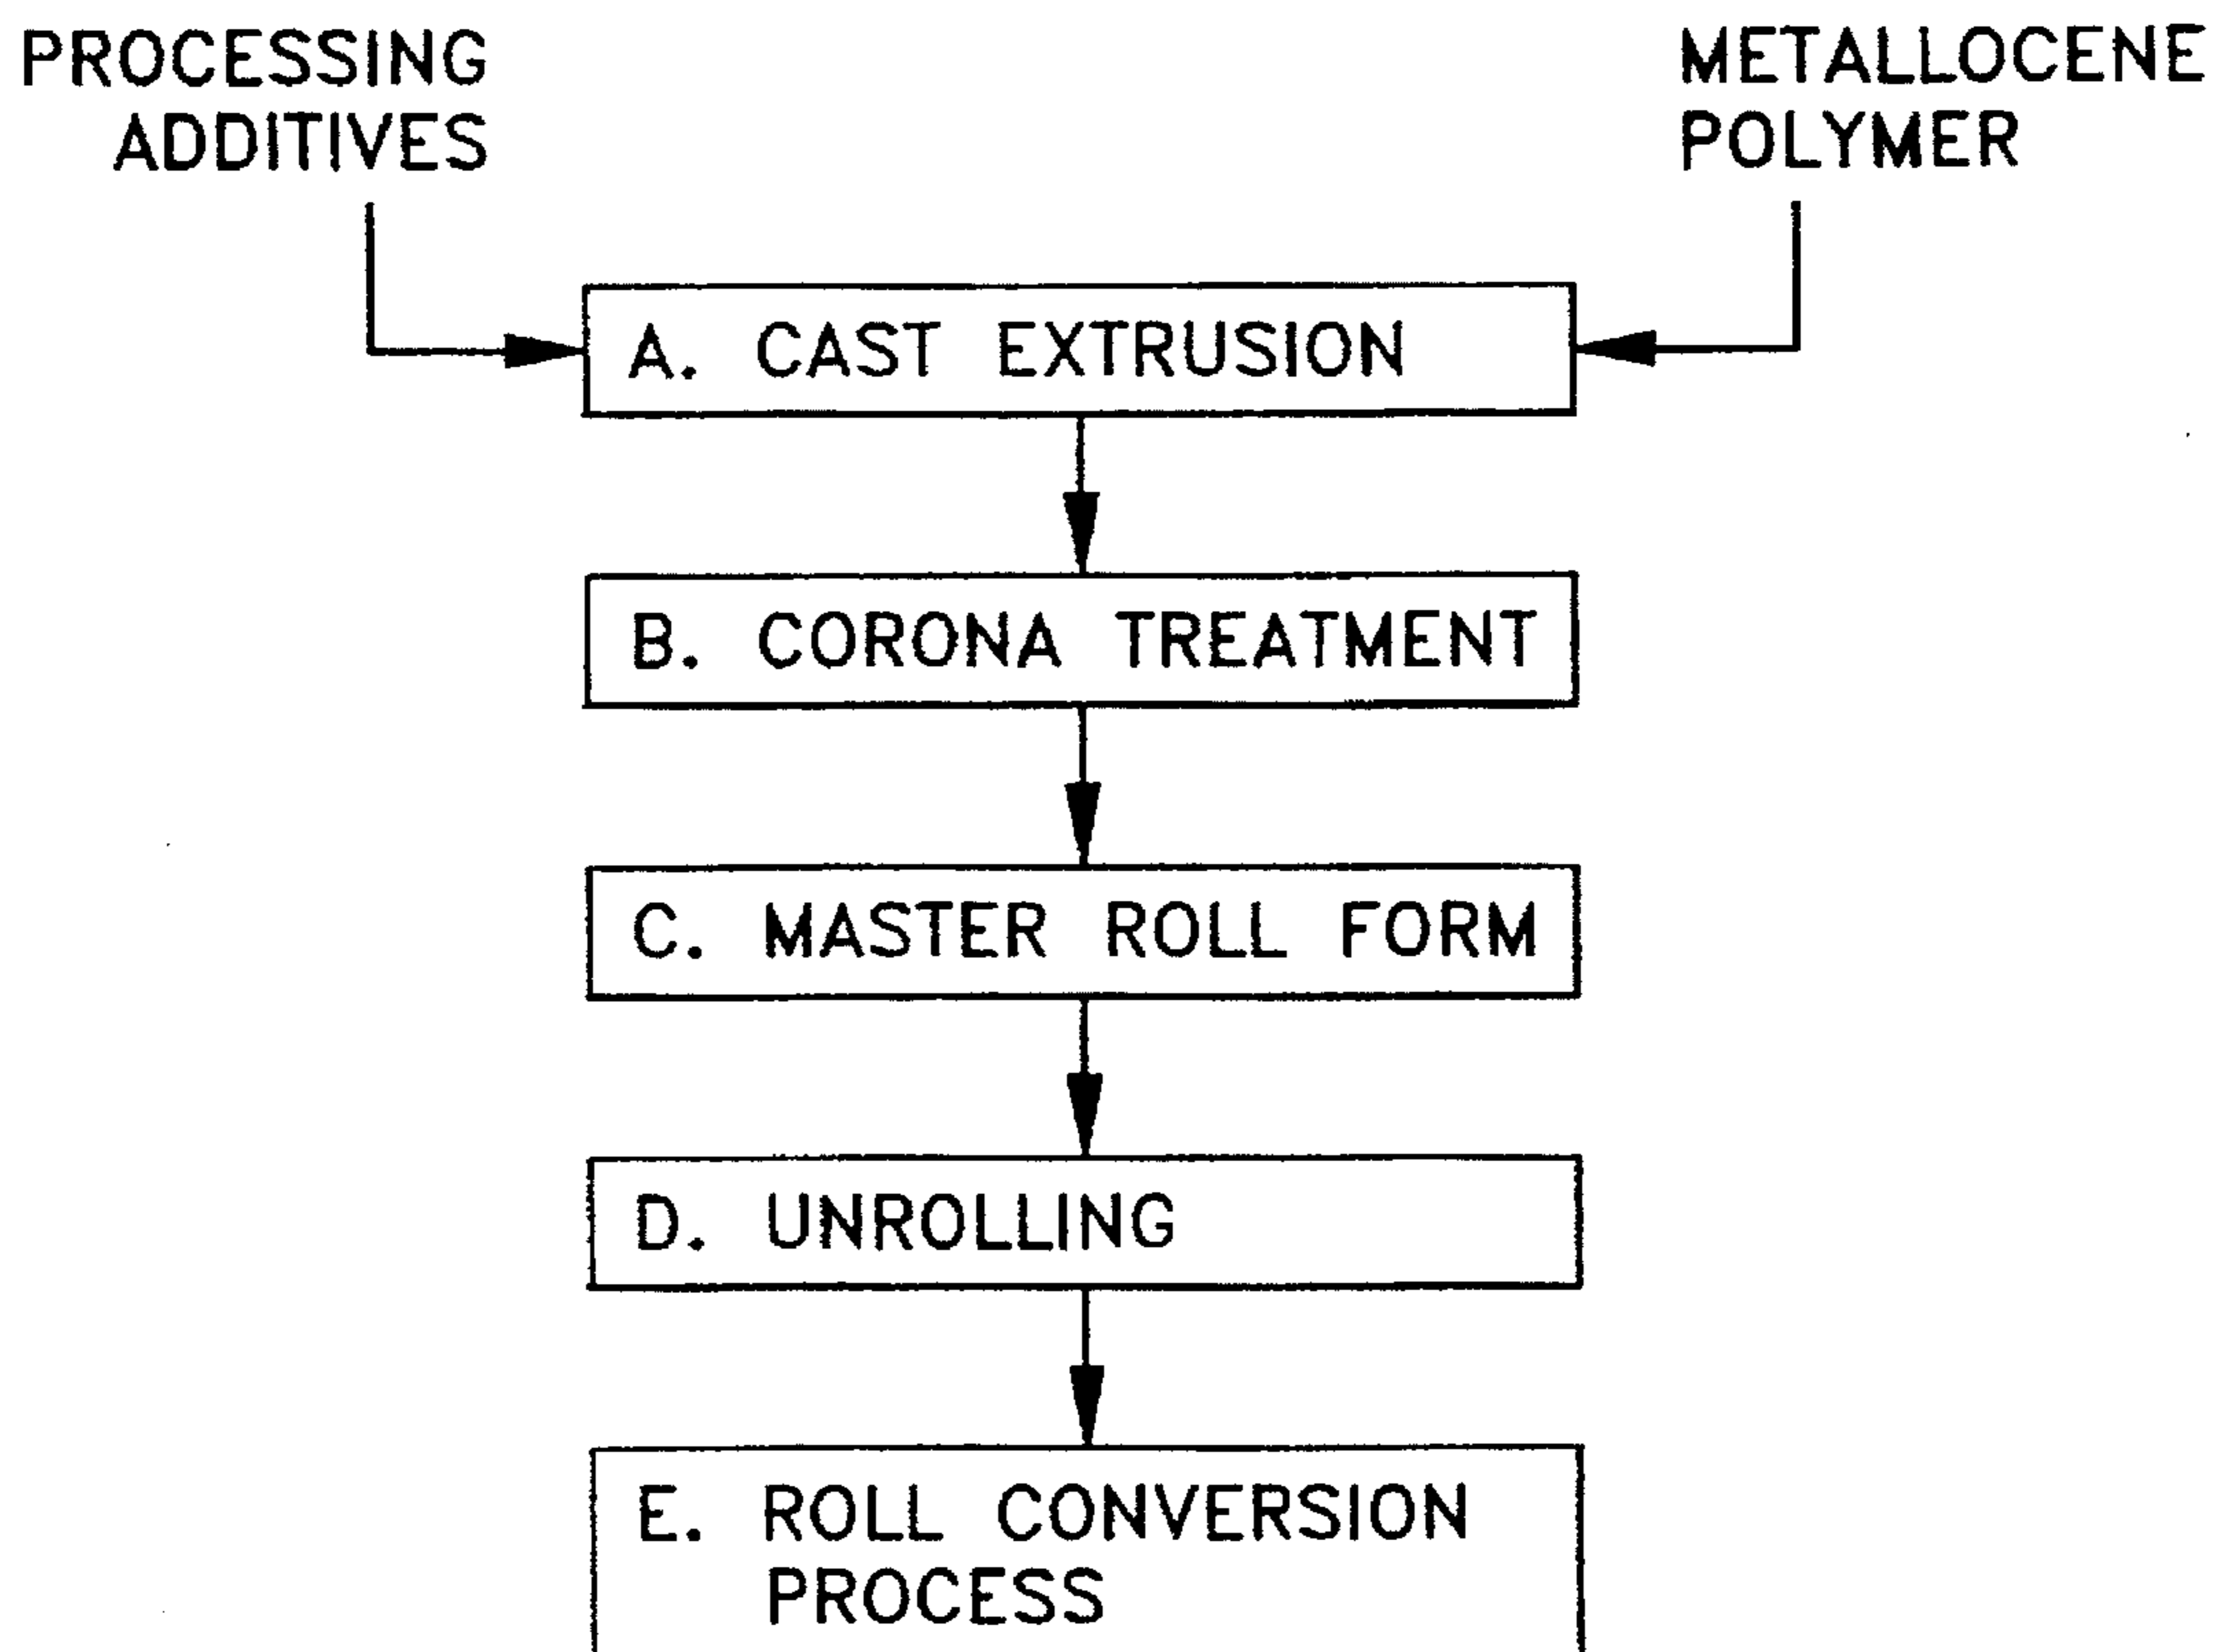 PROCESSING
ADDITIVES
METALLOCENE
POLYMER
A. CAST EXTRUSION
B. CORONA TREATMENT
C. MASTER ROLL FORM
D. UNROLLING
E. ROLL CONVERSION
PROCESS